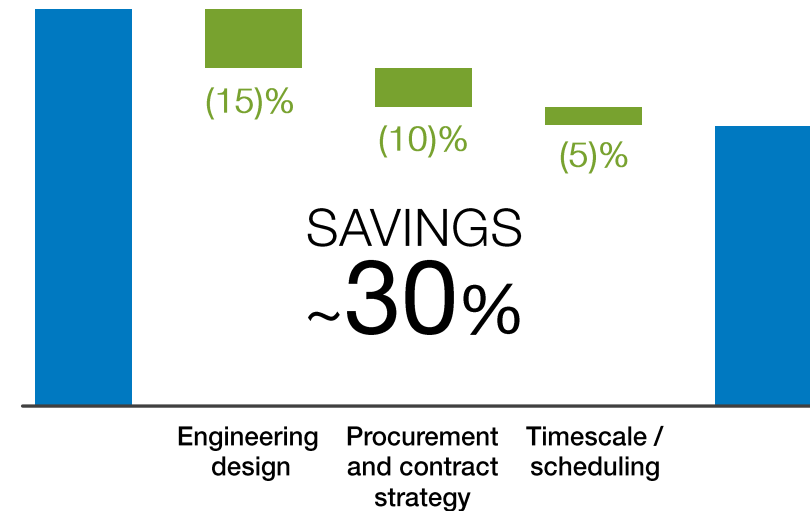 (15)%
(10)%
(5)%
SAVINGS
~30%
Engineering
design
Procurement
and contract
strategy
Timescale /
scheduling